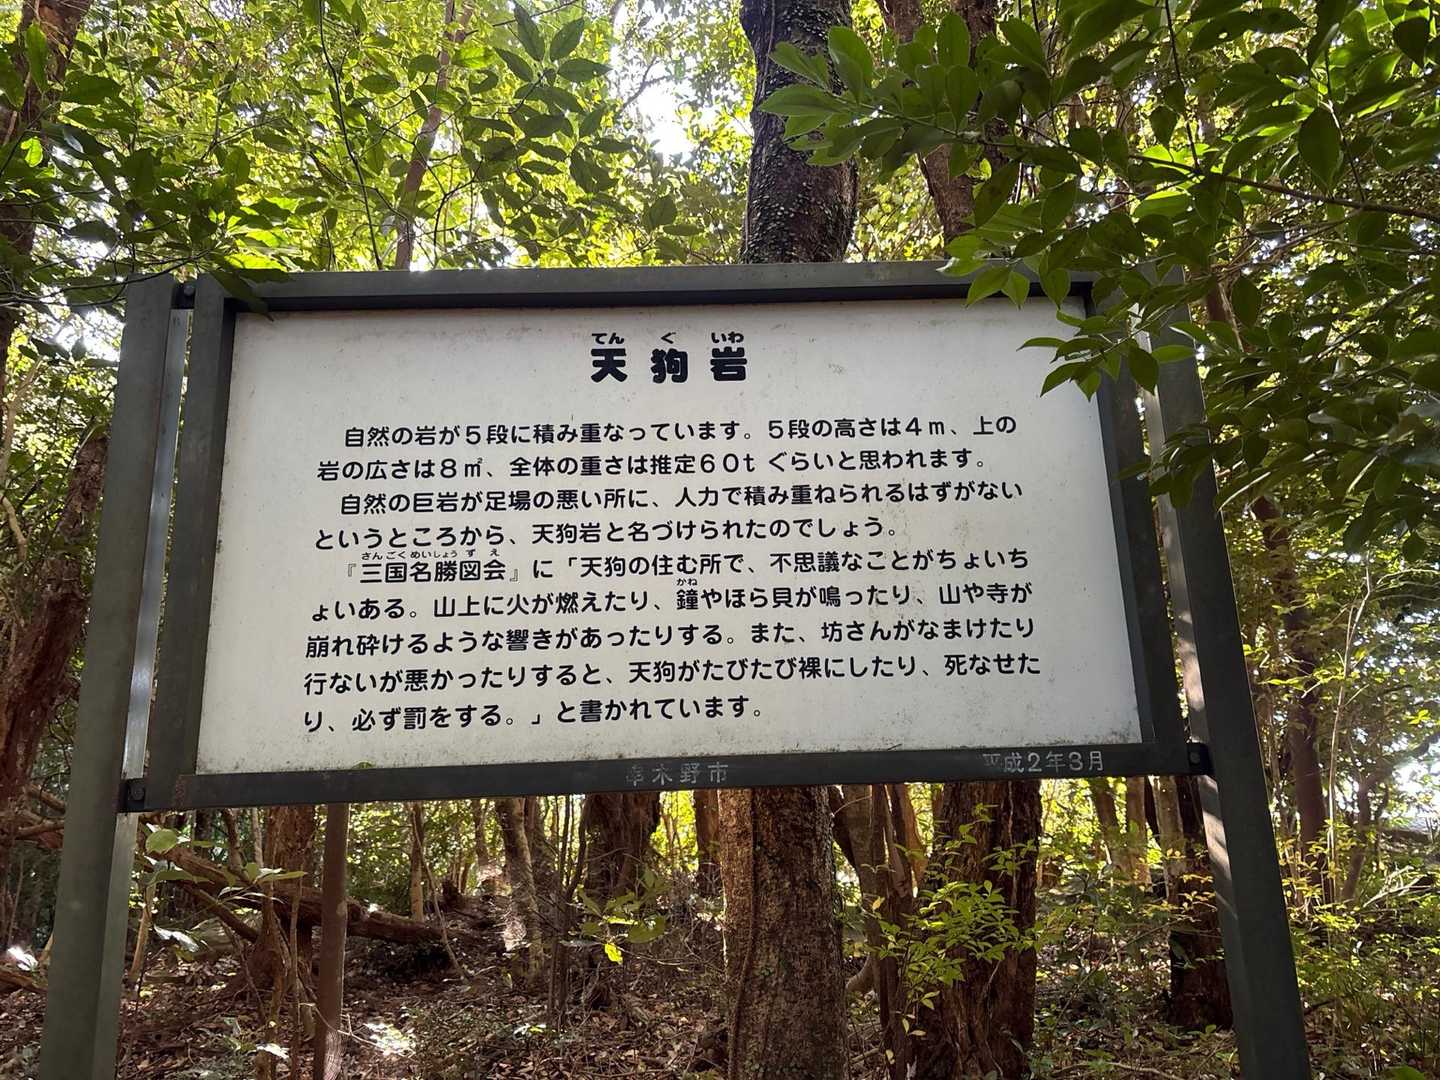 てん ぐ いわ
天狗岩
自然の岩が5段に積み重なっています。5段の高さは4m、上の
岩の広さは8㎡、全体の重さは推定60tぐらいと思われます。
自然の巨岩が足場の悪い所に、人力で積み重ねられるはずがない
というところから、天狗岩と名づけられたのでしょう。
さんごくめいしょうずえ
『三国名勝図会』に「天狗の住む所で、不思議なことがちょいち
かね
ょいある。山上に火が燃えたり、鐘やほら貝が鳴ったり、山や寺が
崩れ砕けるような響きがあったりする。また、坊さんがなまけたり
行ないが悪かったりすると、天狗がたびたび裸にしたり、死なせた
り、必ず罰をする。」と書かれています。
串木野市 平成2年3月